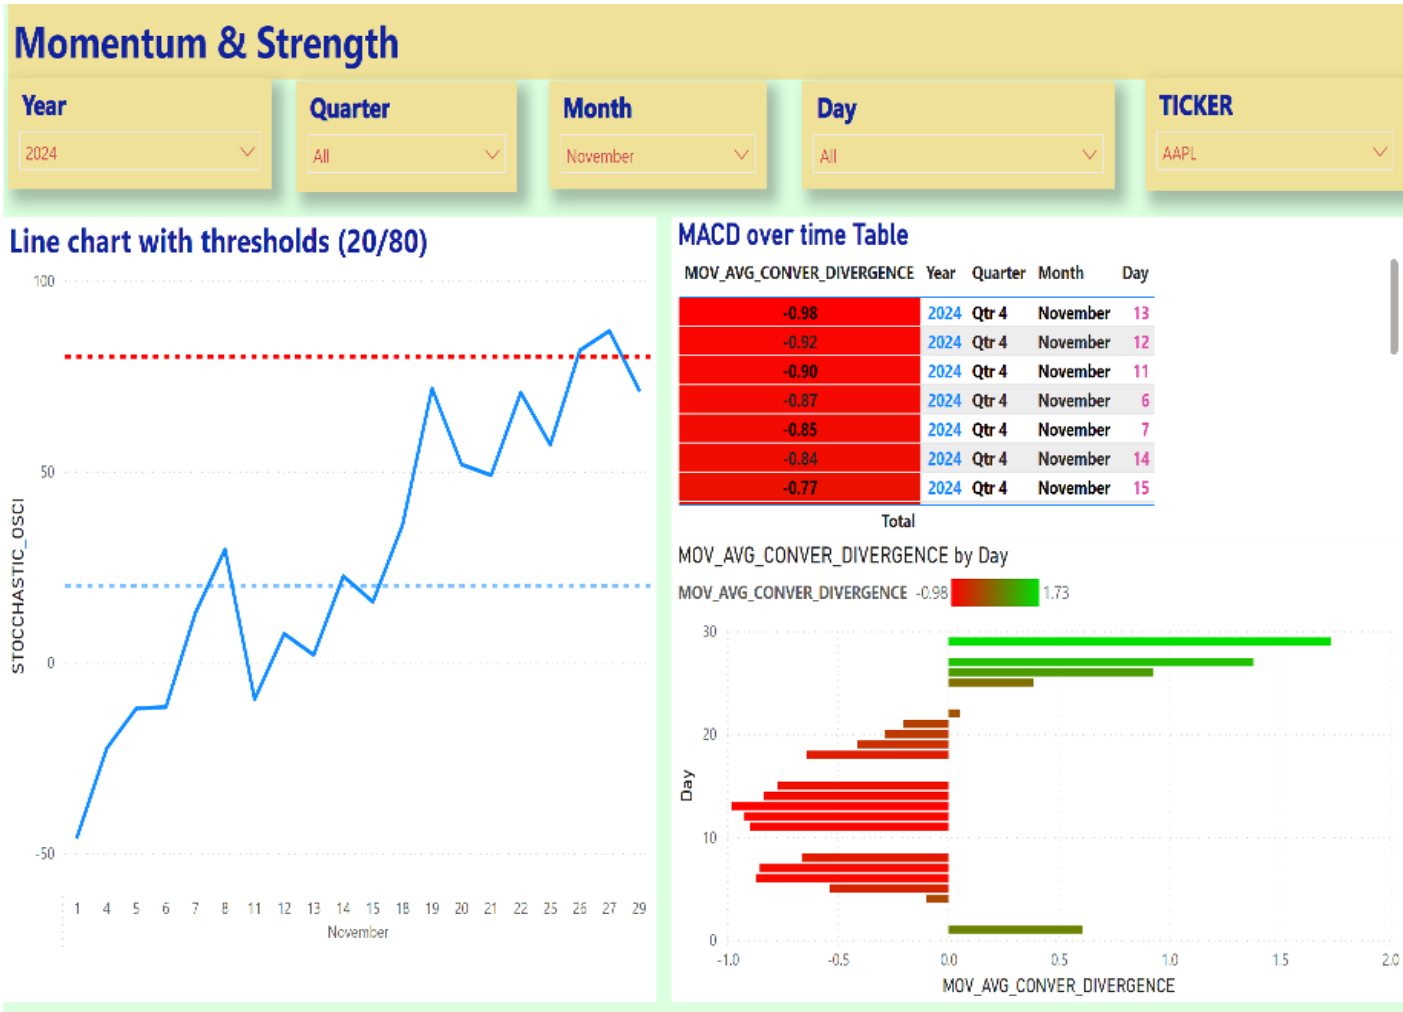 Momentum & Strength
Year
Quarter
Month
Day
TICKER
2024
All
November
All
AAPL
Line chart with thresholds (20/80)
100
50
0
-50
STOCCHASTIC_OSCI
1 4 5 6 7 8 11 12 13 14 15 18 19 20 21 22 25 26 27 29
November
MACD over time Table
MOV_AVG_CONVER_DIVERGENCE Year Quarter Month Day
-0.98 2024 Qtr 4 November 13
-0.92 2024 Qtr 4 November 12
-0.90 2024 Qtr 4 November 11
-0.87 2024 Qtr 4 November 6
-0.85 2024 Qtr 4 November 7
-0.84 2024 Qtr 4 November 14
-0.77 2024 Qtr 4 November 15
Total
MOV_AVG_CONVER_DIVERGENCE by Day
MOV_AVG_CONVER_DIVERGENCE -0.98 1.73
30
20
10
0
Day
-1.0 -0.5 0.0 0.5 1.0 1.5 2.0
MOV_AVG_CONVER_DIVERGENCE